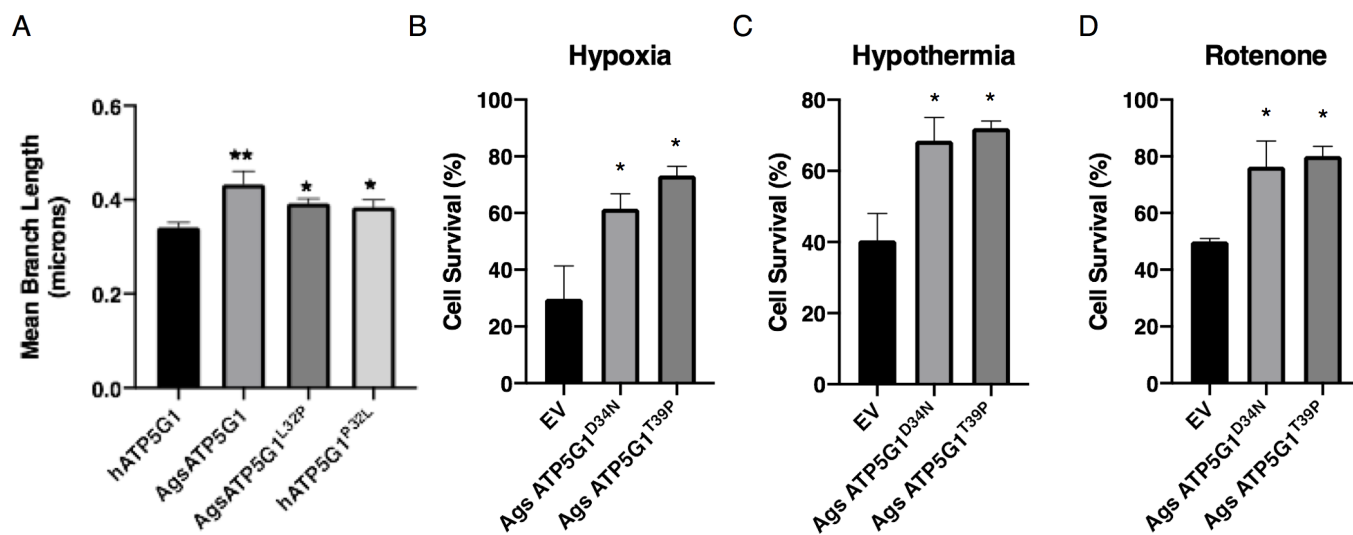 A
Mean Branch Length
(microns)
0.6
0.4
0.2
0.0
**
*
*
hATP5G1
AgsATP5G1
AgsATP5G1L32P
hATP5G1P32L
B
Hypoxia
Cell Survival (%)
100
80
60
40
20
0
*
*
EV
Ags ATP5G1D34N
Ags ATP5G1T39P
C
Hypothermia
Cell Survival (%)
80
60
40
20
0
*
*
EV
Ags ATP5G1D34N
Ags ATP5G1T39P
D
Rotenone
Cell Survival (%)
100
80
60
40
20
0
*
*
EV
Ags ATP5G1D34N
Ags ATP5G1T39P